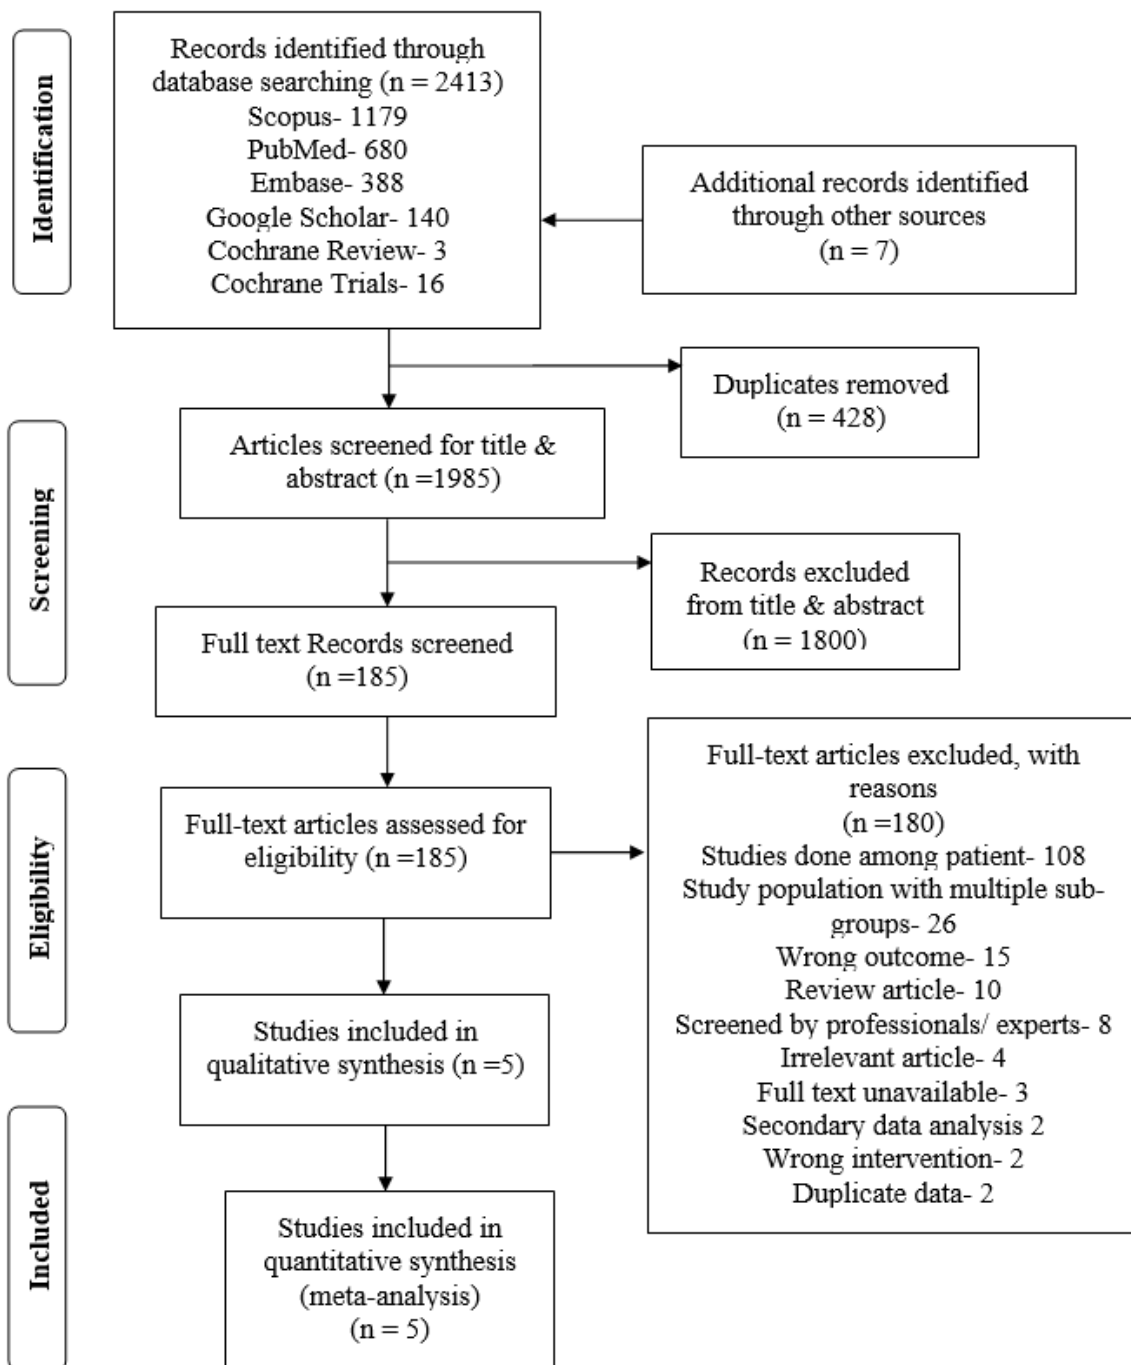 Identification
Records identified through
database searching (n = 2413)
Scopus- 1179
PubMed- 680
Embase- 388
Google Scholar- 140
Cochrane Review- 3
Cochrane Trials- 16
Additional records identified
through other sources
(n = 7)
Duplicates removed
(n = 428)
Screening
Articles screened for title &
abstract (n =1985)
Records excluded
from title & abstract
(n = 1800)
Full text Records screened
(n =185)
Eligibility
Full-text articles assessed for
eligibility (n =185)
Full-text articles excluded, with
reasons
(n =180)
Studies done among patient- 108
Study population with multiple sub-
groups- 26
Wrong outcome- 15
Review article- 10
Screened by professionals/ experts- 8
Irrelevant article- 4
Full text unavailable- 3
Secondary data analysis 2
Wrong intervention- 2
Duplicate data- 2
Studies included in
qualitative synthesis (n =5)
Included
Studies included in
quantitative synthesis
(meta-analysis)
(n = 5)